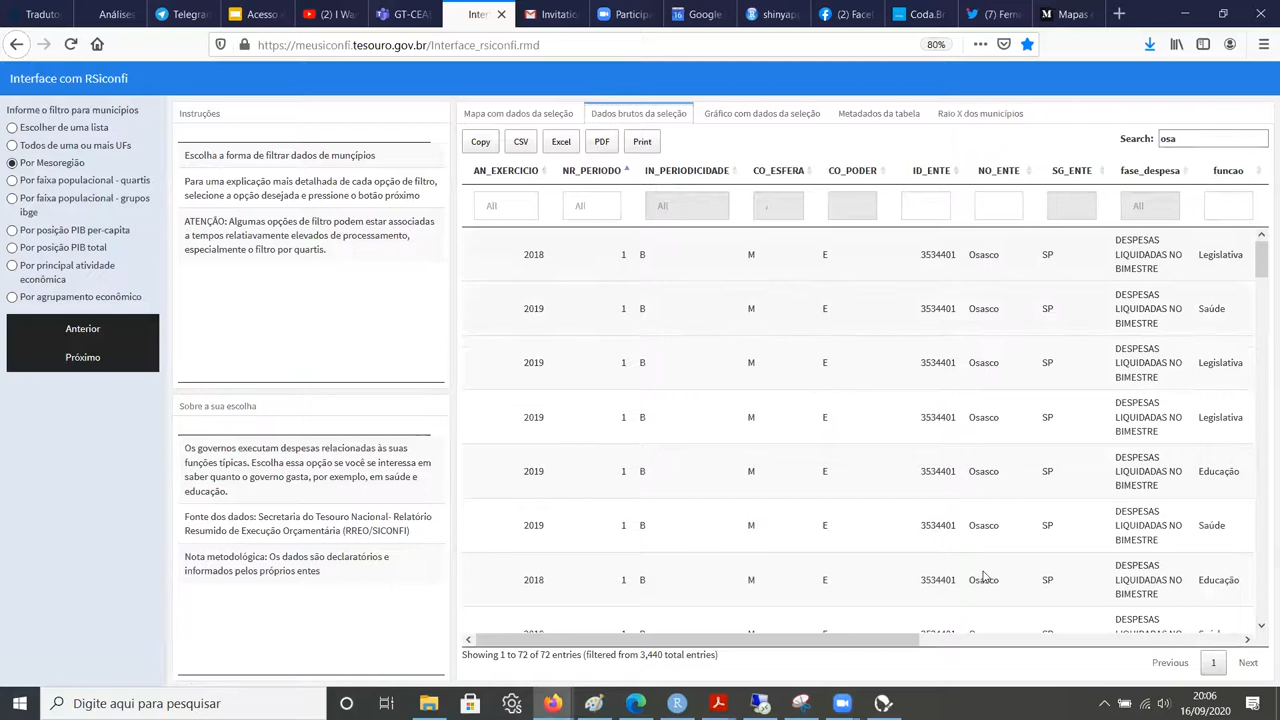 Traduto
Análises
Telegram
Acesso a
I Wan
GT-CEA
Inter
Invitatic
Particip
Google
shinyap
(2) Face
Coda.Br
(7) Ferna
Mapas e
https://meusiconfi.tesouro.gov.br/Interface_rsiconfi.rmd
80%
Interface com RSiconfi
Informe o filtro para municipios
Escolher de uma lista
Todos de uma ou mais UFs
Por Mesoregião
Por faixa populacional - quartis
Por faixa populacional - grupos
ibge
Por posição PIB per-capita
Por posição PIB total
Por principal atividade
econômica
Por agrupamento econômico
Anterior
Próximo
Instruções
Escolha a forma de filtrar dados de munçípios
Para uma explicação mais detalhada de cada opção de filtro,
selecione a opção desejada e pressione o botão próximo
ATENÇÃO: Algumas opções de filtro podem estar associadas
a tempos relatiavamente elevados de processamento,
especialmente o filtro por quartis.
Sobre a sua escolha
Os governos executam despesas relacionadas às suas
funções típicas. Escolha essa opção se você se interessa em
saber quanto o governo gasta, por exemplo, em saúde e
educação.
Fonte dos dados: Secretaria do Tesouro Nacional- Relatório
Resumido de Execução Orçamentária (RREO/SICONFI)
Nota metodológica: Os dados são declaratórios e
informados pelos próprios entes
Mapa com dados da seleção Dados brutos da seleção Gráfico com dados da seleção Metadados da tabela Raio X dos municípios
Copy CSV Excel PDF Print Search: osa
AN_EXERCICIO NR_PERIODO IN_PERIODICIDADE CO_ESFERA CO_PODER ID_ENTE NO_ENTE SG_ENTE fase_despesa funcao
All All All All
2018 1 B M E 3534401 Osasco SP DESPESAS LIQUIDADAS NO BIMESTRE Legislativa
2019 1 B M E 3534401 Osasco SP DESPESAS LIQUIDADAS NO BIMESTRE Saúde
2019 1 B M E 3534401 Osasco SP DESPESAS LIQUIDADAS NO BIMESTRE Legislativa
2019 1 B M E 3534401 Osasco SP DESPESAS LIQUIDADAS NO BIMESTRE Legislativa
2019 1 B M E 3534401 Osasco SP DESPESAS LIQUIDADAS NO BIMESTRE Educação
2019 1 B M E 3534401 Osasco SP DESPESAS LIQUIDADAS NO BIMESTRE Saúde
2018 1 B M E 3534401 Osasco SP DESPESAS LIQUIDADAS NO BIMESTRE Educação
DESPESAS
Showing 1 to 72 of 72 entries (filtered from 3,440 total entries)
Previous 1 Next
Digite aqui para pesquisar
20:06
16/09/2020